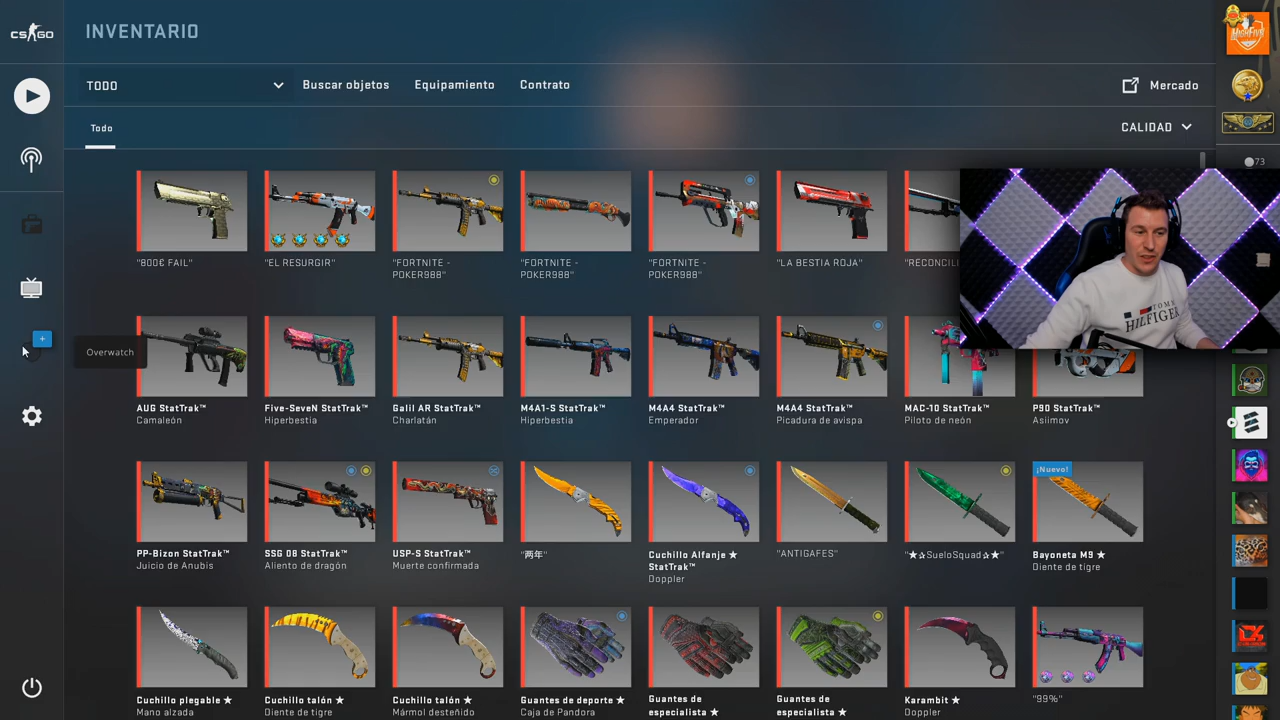 CS:GO
INVENTARIO
TODO
Buscar objetos
Equipamiento
Contrato
Mercado
Todo
CALIDAD
73
"800€ FAIL"
"EL RESURGIR"
"FORTNITE -
POKER988"
"FORTNITE -
POKER988"
"FORTNITE -
POKER988"
"LA BESTIA ROJA"
Overwatch
AUG StatTrak™
Camaleón
Five-SeveN StatTrak™
Hiperbestia
Galil AR StatTrak™
Charlatán
M4A1-S StatTrak™
Hiperbestia
M4A4 StatTrak™
Emperador
M4A4 StatTrak™
Picadura de avispa
MAC-10 StatTrak™
Piloto de neón
P90 StatTrak™
Asiimov
TOMM
HILFIGER
PP-Bizon StatTrak™
Juicio de Anubis
SSG 08 StatTrak™
Aliento de dragón
USP-S StatTrak™
Muerte confirmada
"两年"
Cuchillo Alfanje ★
StatTrak™
Doppler
"ANTIGAFES"
"★☆SueloSquad☆★"
¡Nuevo!
Bayoneta M9 ★
Diente de tigre
Cuchillo plegable ★
Mano alzada
Cuchillo talón ★
Diente de tigre
Cuchillo talón ★
Mármol desteñido
Guantes de deporte ★
Caja de Pandora
Guantes de
especialista ★
Guantes de
especialista ★
Karambit ★
Doppler
"99%"